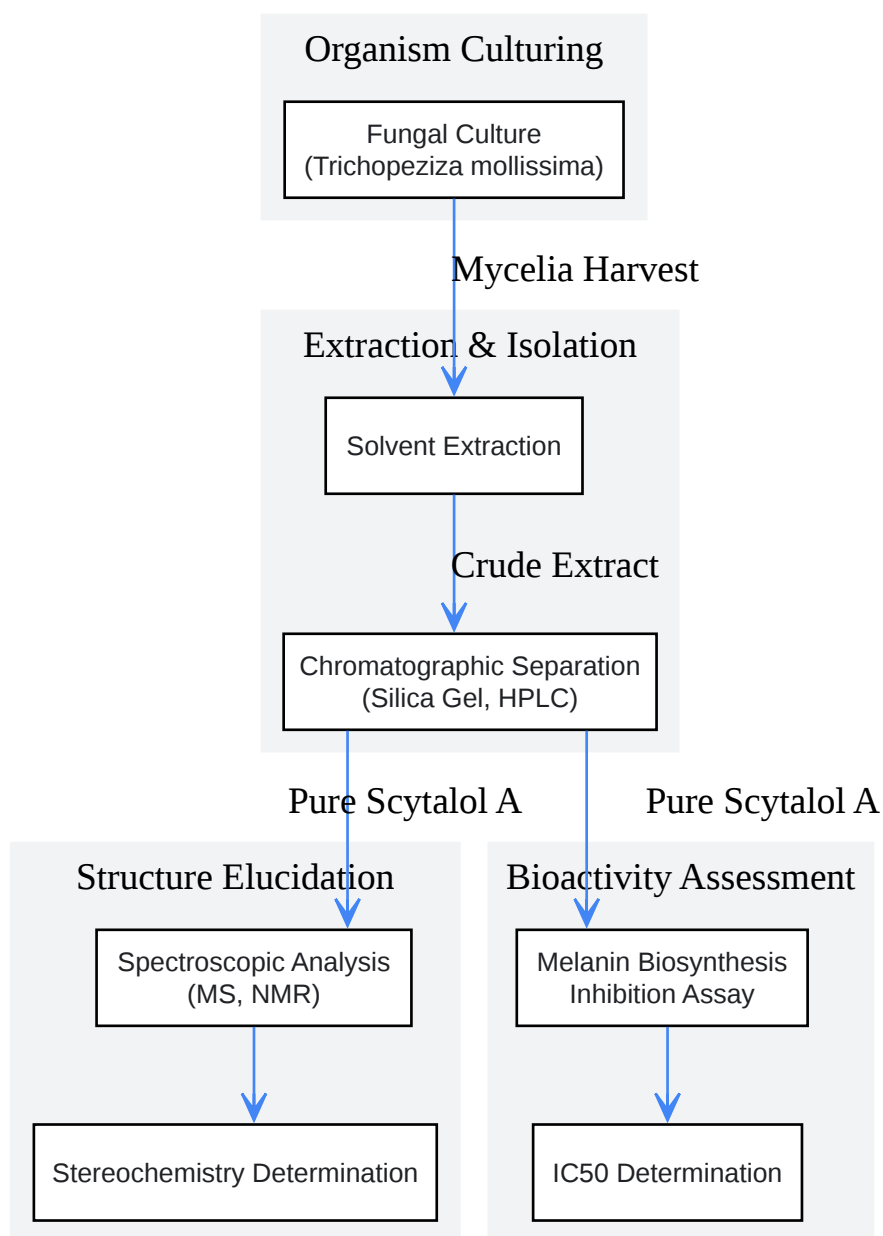 Organism Culturing
Fungal Culture
(Trichopeziza mollissima)
Mycelia Harvest
Extraction & Isolation
Solvent Extraction
Crude Extract
Chromatographic Separation
(Silica Gel, HPLC)
Pure Scytalol A
Pure Scytalol A
Structure Elucidation
Bioactivity Assessment
Spectroscopic Analysis
(MS, NMR)
Melanin Biosynthesis
Inhibition Assay
Stereochemistry Determination
IC50 Determination